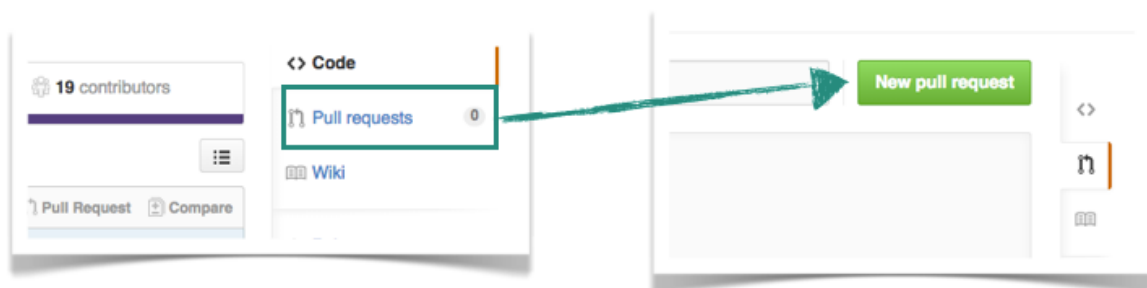 <> Code
19 contributors
Pull requests 0
Wiki
Pull Request Compare
New pull request
<>